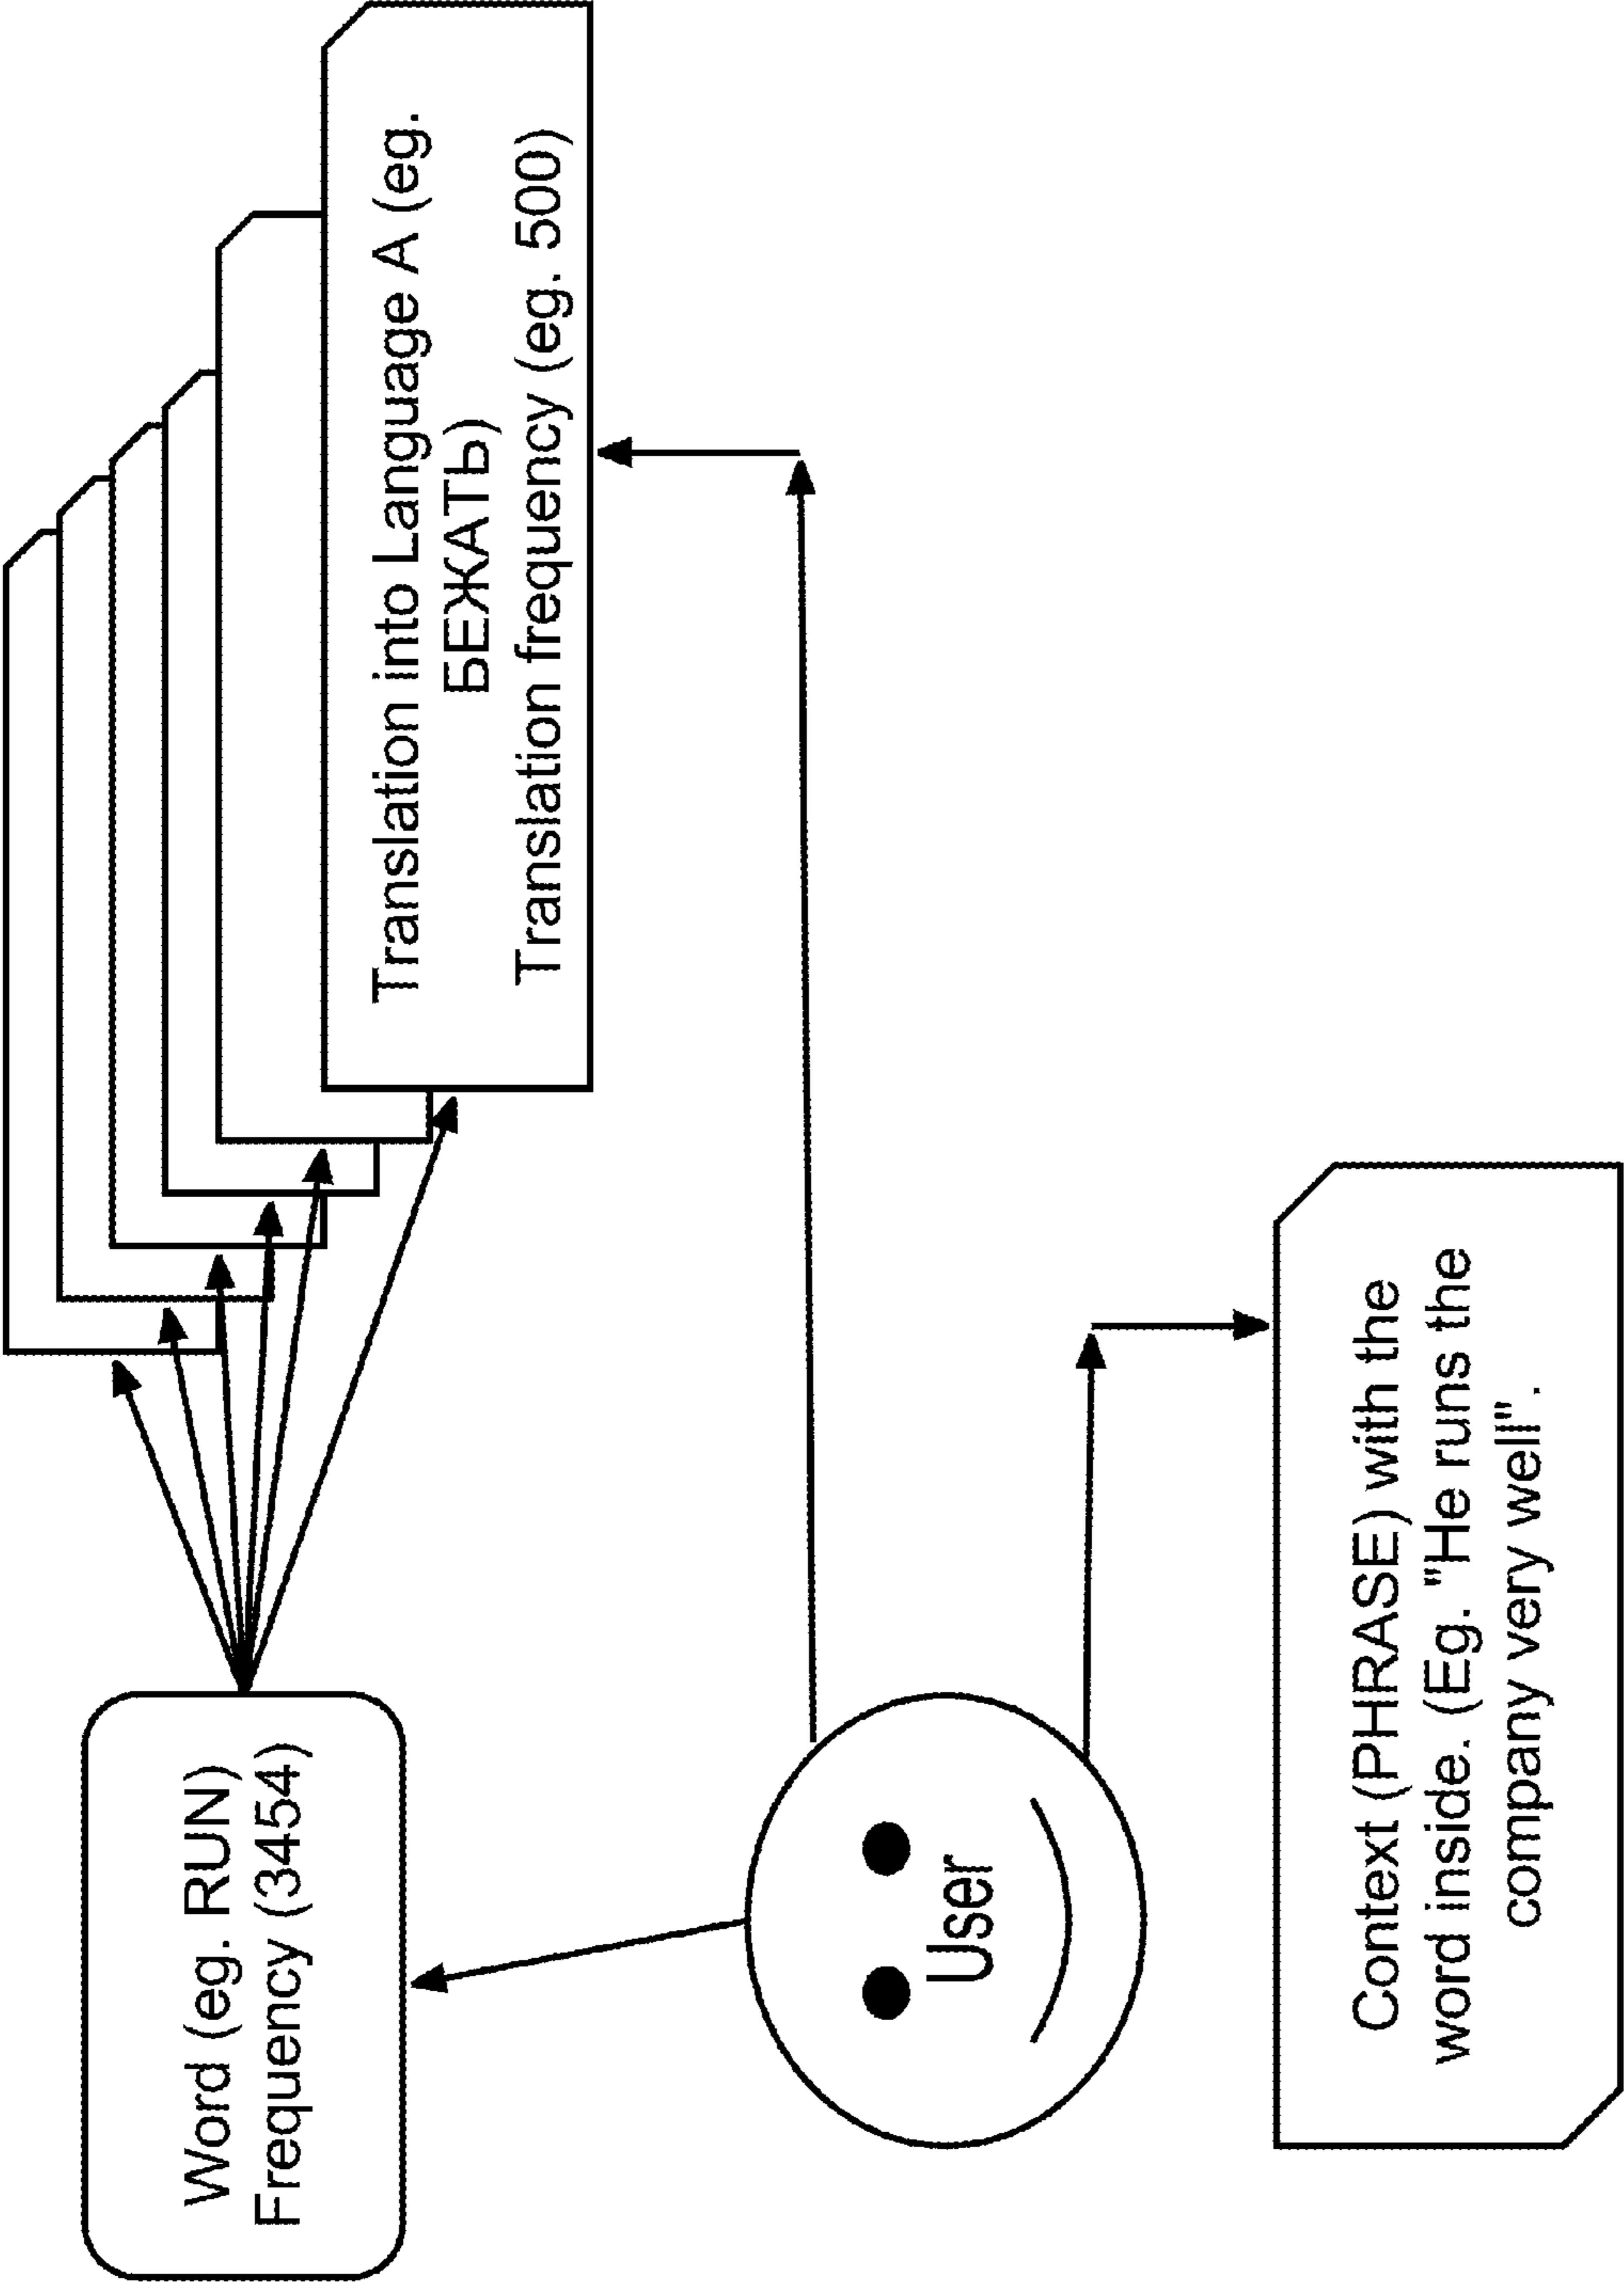 Word (eg. RUN)
Frequency (3454)
Translation into Language A (eg.
БЕЖАТЬ)
Translation frequency (eg. 500)
User
Context (PHRASE) with the
word inside. (Eg. "He runs the
company very well".